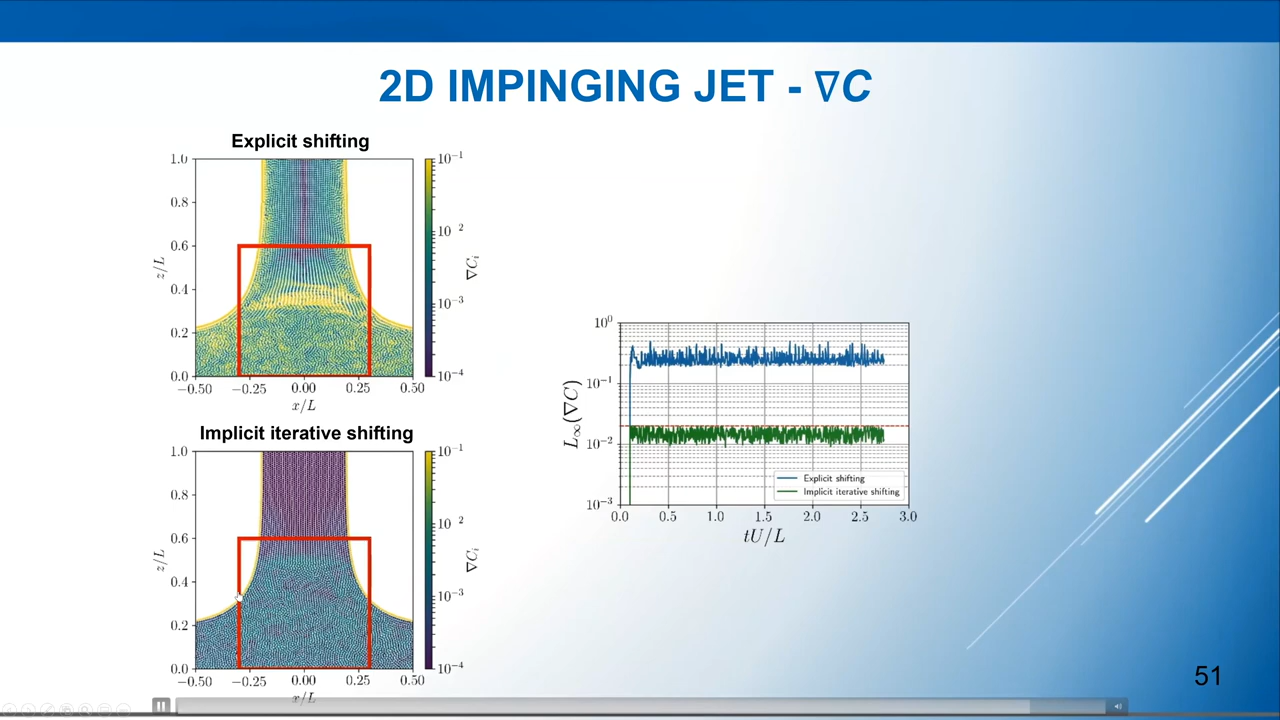 2D IMPINGING JET - ∇C
Explicit shifting
1.0
0.8
0.6
0.4
0.2
0.0
z/L
−0.50 −0.25 0.00 0.25 0.50
x/L
10⁻¹
10 ²
10⁻³
10⁻⁴
∇Cᵢ
Implicit iterative shifting
1.0
0.8
0.6
0.4
0.2
0.0
z/L
−0.50 −0.25 0.00 0.25 0.50
x/L
10⁻¹
10 ²
10⁻³
10⁻⁴
∇Cᵢ
10⁰
10⁻¹
10⁻²
10⁻³
L∞(∇C)
Explicit shifting
Implicit iterative shifting
0.0 0.5 1.0 1.5 2.0 2.5 3.0
tU/L
51